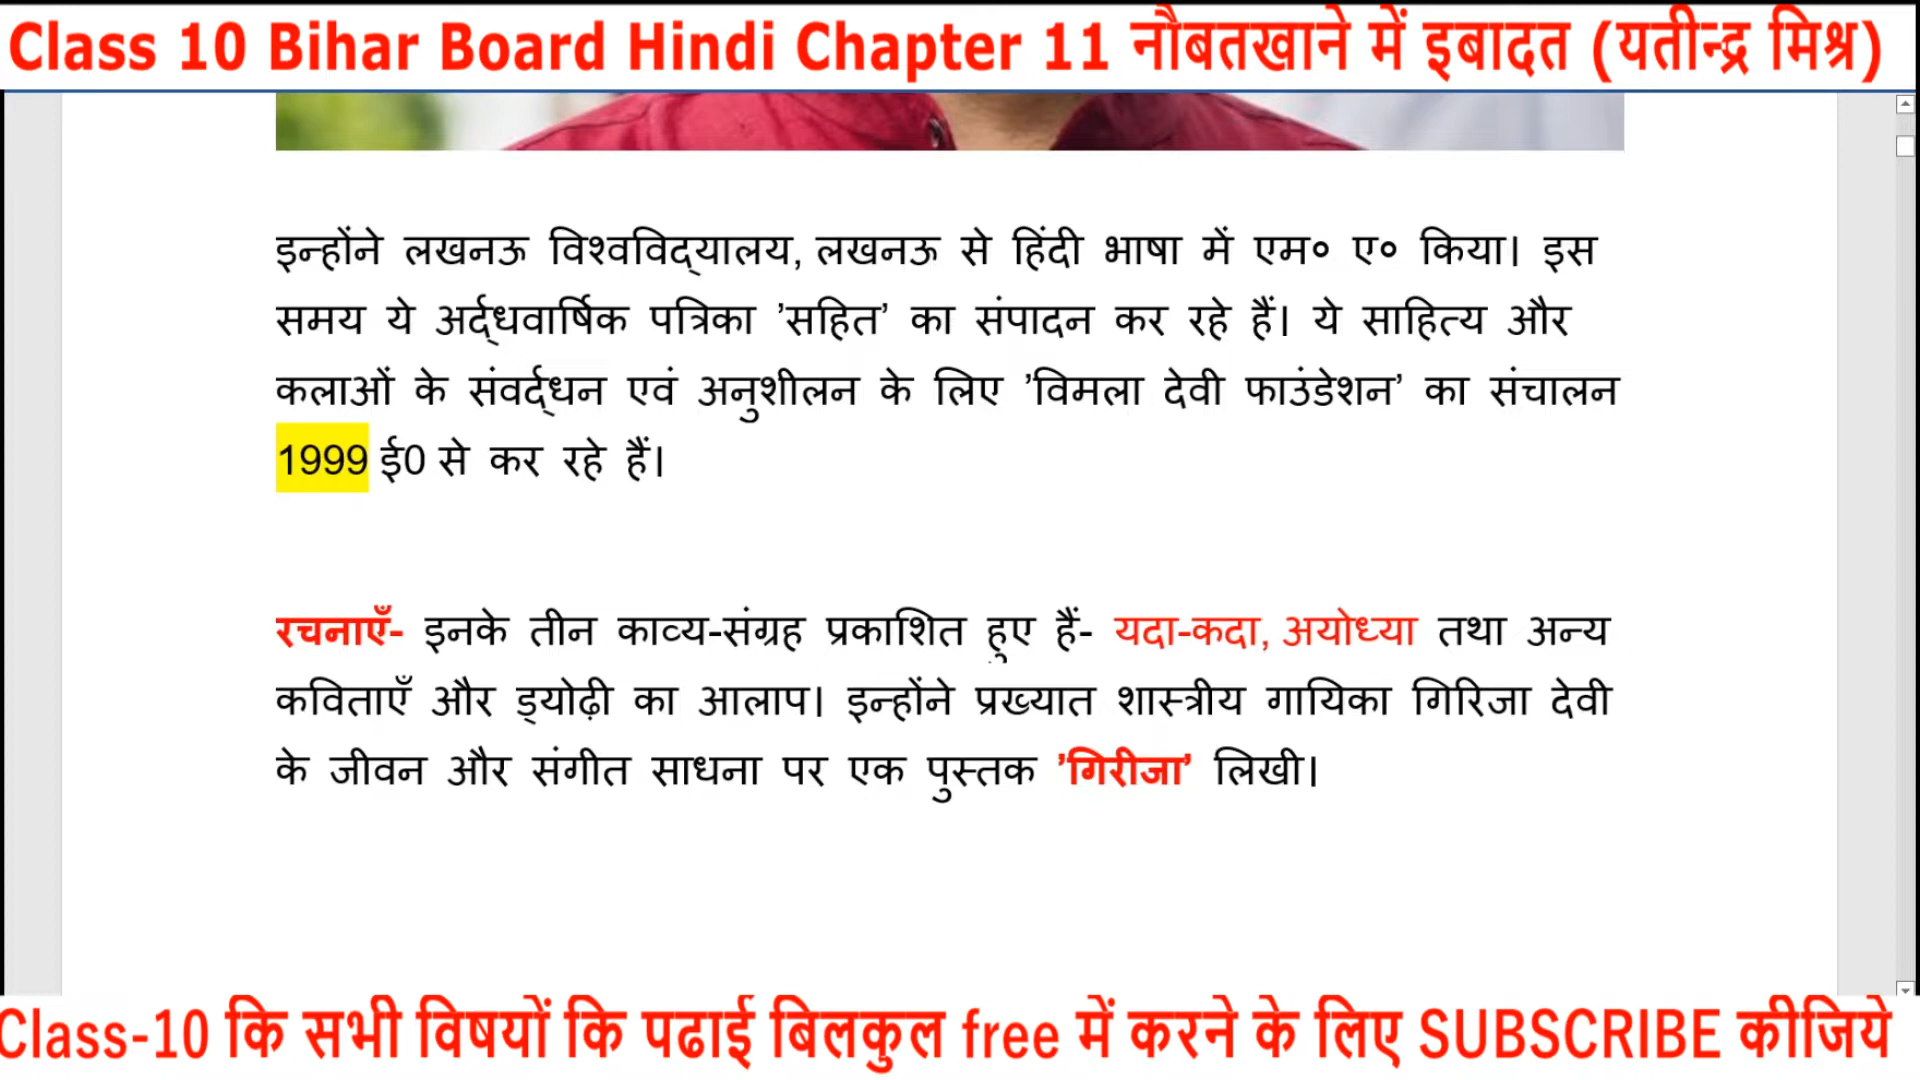 Class 10 Bihar Board Hindi Chapter 11 नौबतखाने में इबादत (यतीन्द्र मिश्र)
इन्होंने लखनऊ विश्वविद्‌यालय, लखनऊ से हिंदी भाषा में एम० ए० किया। इस
समय ये अर्द्‌धवार्षिक पत्रिका ’सहित’ का संपादन कर रहे हैं। ये साहित्य और
कलाओं के संवर्द्‌धन एवं अनुशीलन के लिए ’विमला देवी फाउंडेशन’ का संचालन
1999 ई0 से कर रहे हैं।
रचनाएँ- इनके तीन काव्य-संग्रह प्रकाशित हुए हैं- यदा-कदा, अयोध्या तथा अन्य
कविताएँ और ड्‌योढ़ी का आलाप। इन्होंने प्रख्यात शास्त्रीय गायिका गिरिजा देवी
के जीवन और संगीत साधना पर एक पुस्तक ’गिरीजा’ लिखी।
Class-10 कि सभी विषयों कि पढाई बिलकुल free में करने के लिए SUBSCRIBE कीजिये